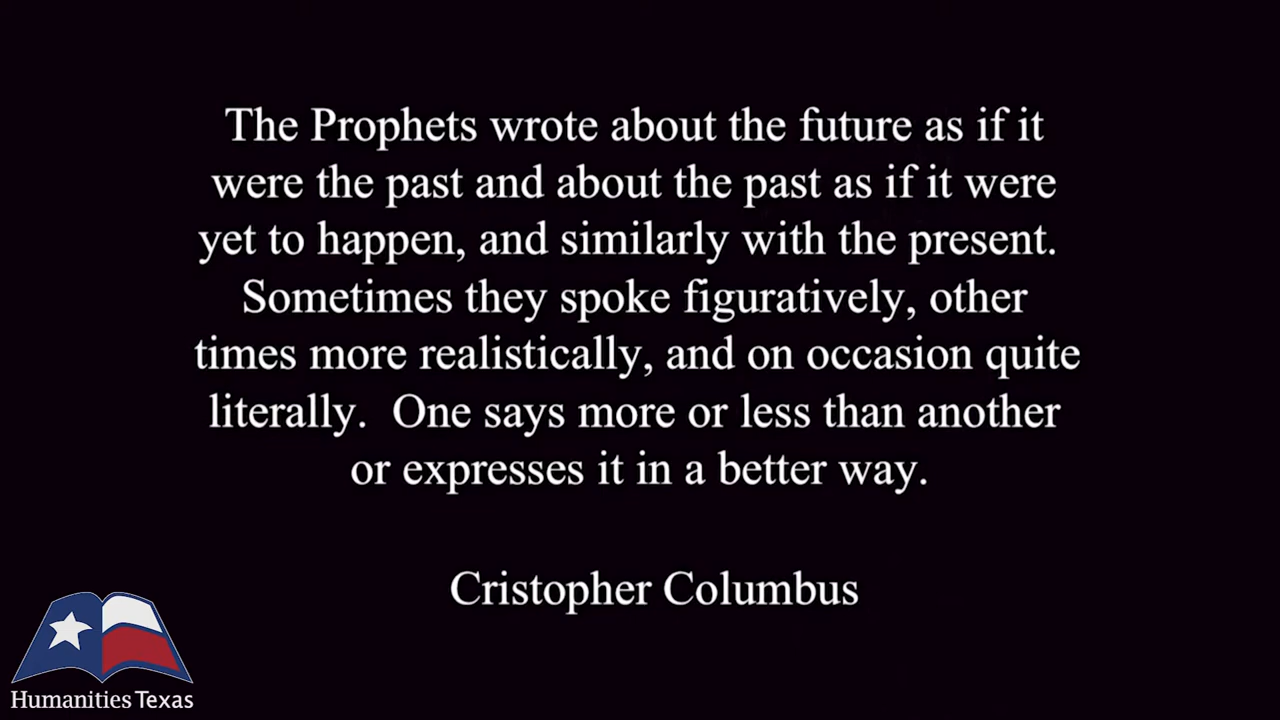 The Prophets wrote about the future as if it
were the past and about the past as if it were
yet to happen, and similarly with the present.
Sometimes they spoke figuratively, other
times more realistically, and on occasion quite
literally.  One says more or less than another
or expresses it in a better way.
Cristopher Columbus
Humanities Texas